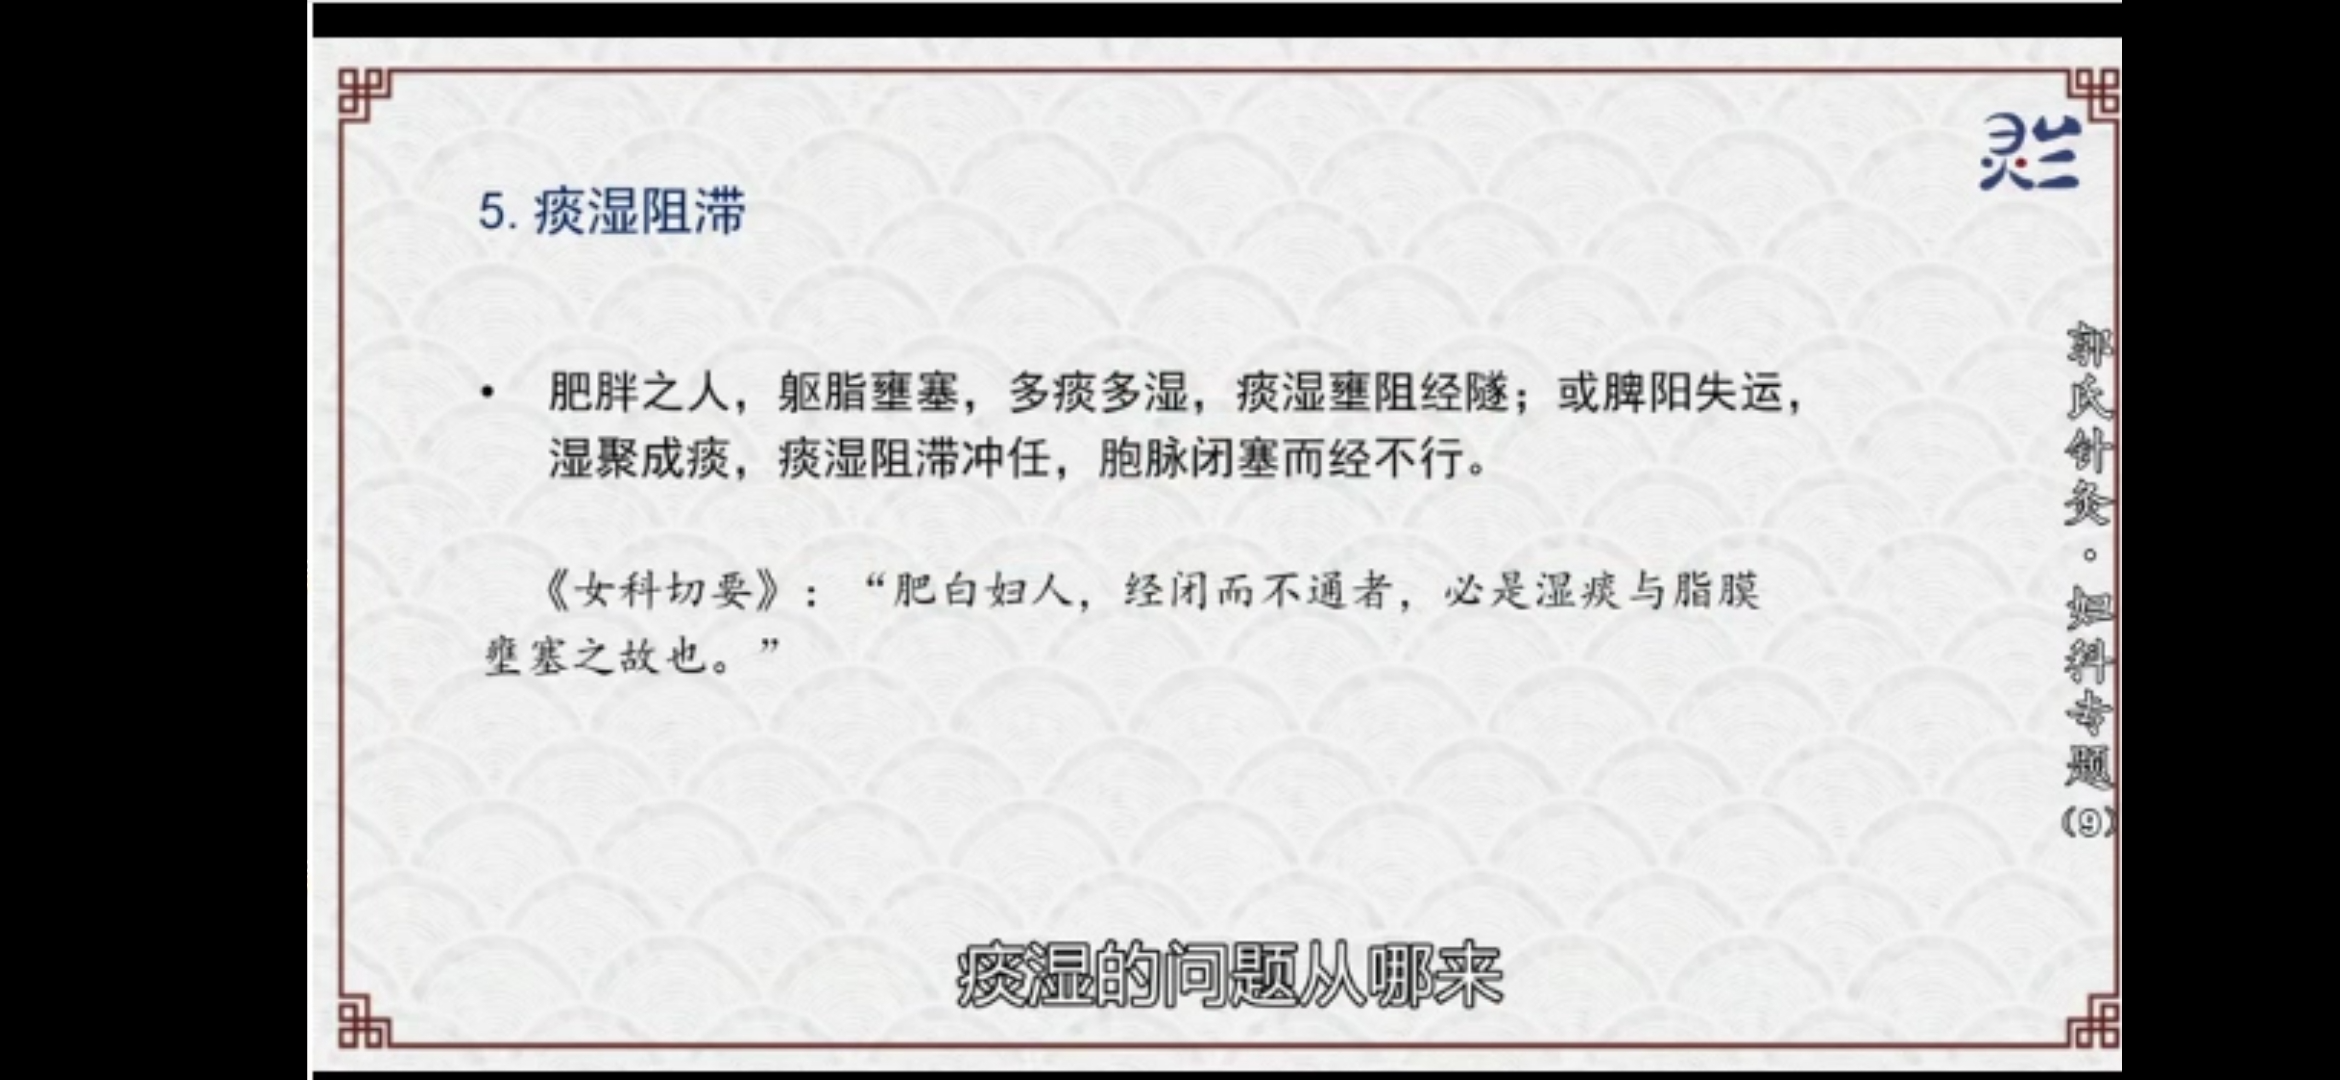 灵兰
5. 痰湿阻滞
• 肥胖之人，躯脂壅塞，多痰多湿，痰湿壅阻经隧；或脾阳失运，
湿聚成痰，痰湿阻滞冲任，胞脉闭塞而经不行。
《女科切要》：“肥白妇人，经闭而不通者，必是湿痰与脂膜
壅塞之故也。”
郭氏针灸。妇科专题(9)
痰湿的问题从哪来